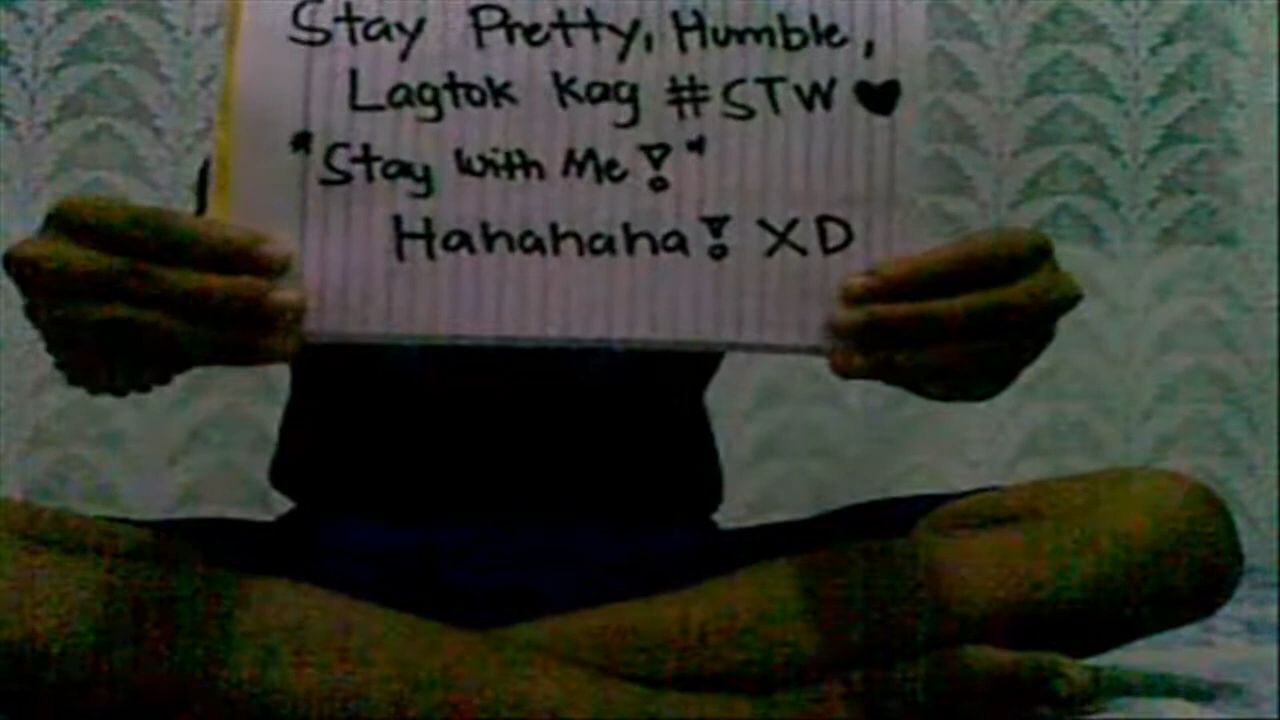 Stay Pretty, Humble,
Lagtok kag #STW ♥
"Stay with Me!"
Hahahaha! XD